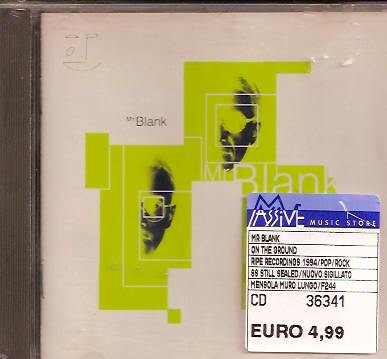 Mr Blank
Mr Blank
MASSIVE
MUSIC STORE
MR BLANK
ON THE GROUND
RIPE RECORDINGS 1994/POP/ROCK
SS STILL SEALED/NUOVO SIGILLATO
MENSOLA MURO LUNGO/F244
CD 36341
EURO 4,99